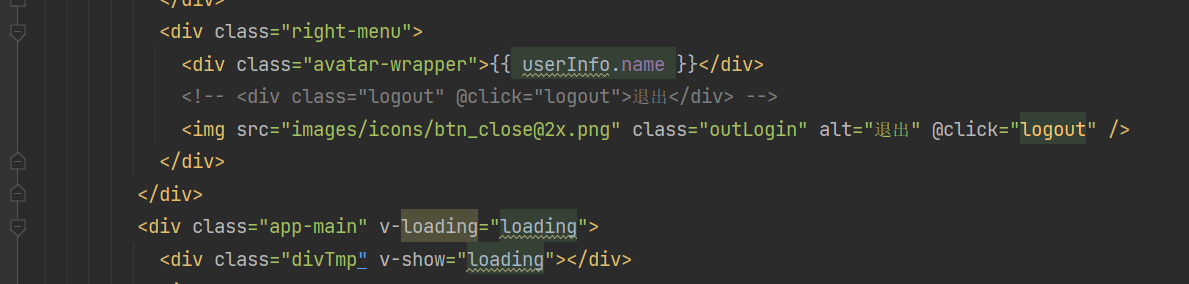 </div>
<div class="right-menu">
<div class="avatar-wrapper">{{ userInfo.name }}</div>
<!-- <div class="logout" @click="logout">退出</div> -->
<img src="images/icons/btn_close@2x.png" class="outLogin" alt="退出" @click="logout" />
</div>
</div>
<div class="app-main" v-loading="loading">
<div class="divTmp" v-show="loading"></div>